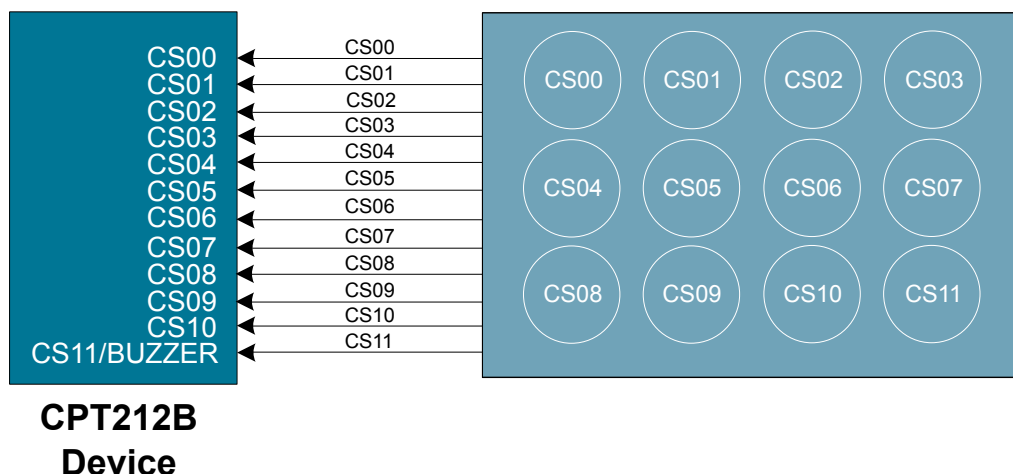 CS00
CS01
CS02
CS03
CS04
CS05
CS06
CS07
CS08
CS09
CS10
CS11/BUZZER
CS00
CS01
CS02
CS03
CS04
CS05
CS06
CS07
CS08
CS09
CS10
CS11
CS00 CS01 CS02 CS03
CS04 CS05 CS06 CS07
CS08 CS09 CS10 CS11
CPT212B
Device